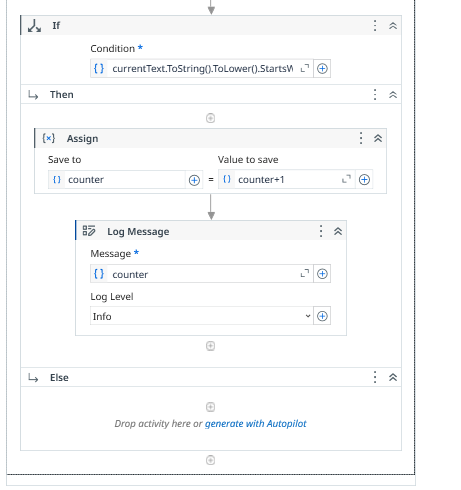 If
Condition *
currentText.ToString().ToLower().StartsW
Then
Assign
Save to
Value to save
counter
=
counter+1
Log Message
Message *
counter
Log Level
Info
Else
Drop activity here or generate with Autopilot